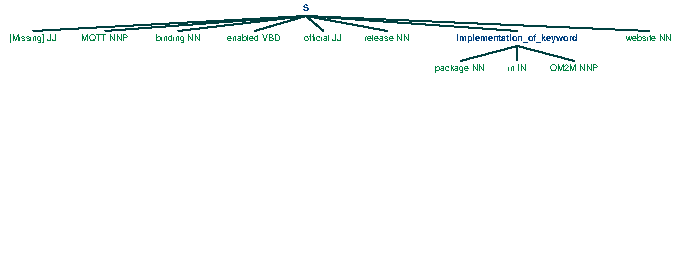 S
[Missing] JJ MQTT NNP binding NN enabled VBD official JJ release NN Implementation_of_keyword website NN
package NN in IN OM2M NNP